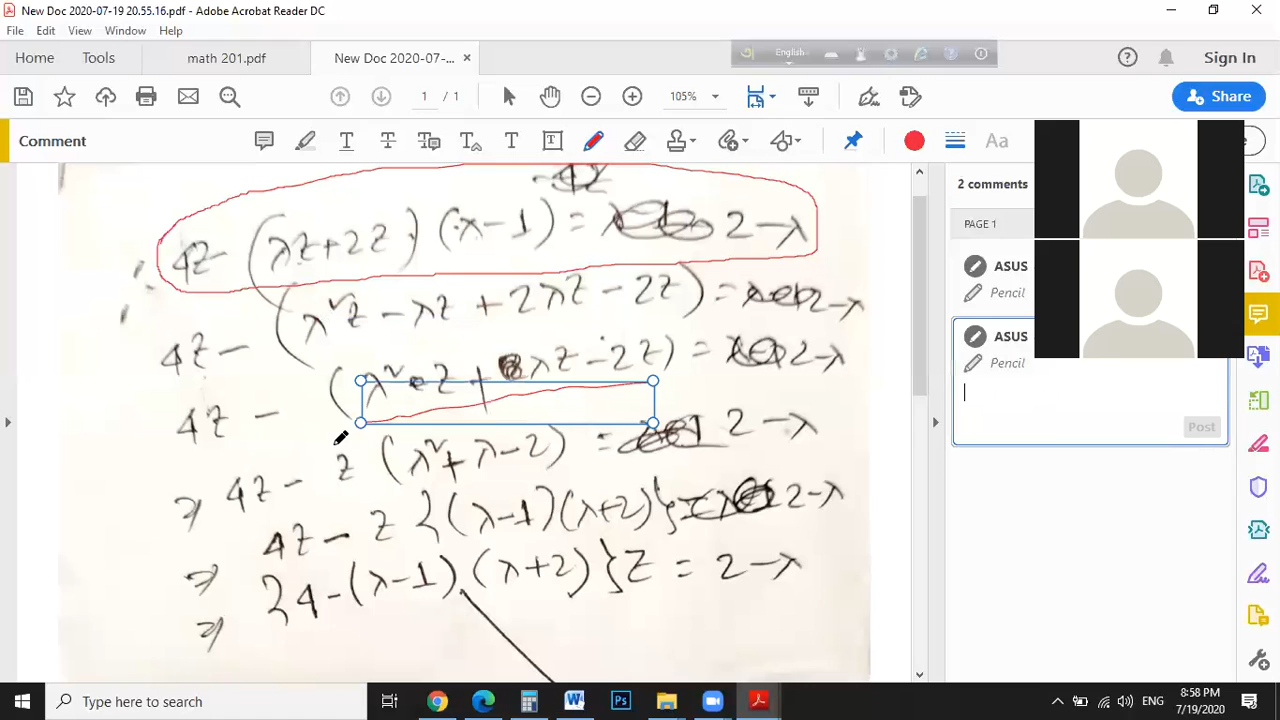 New Doc 2020-07-19 20.55.16.pdf - Adobe Acrobat Reader DC
File Edit View Window Help
Home Tools math 201.pdf New Doc 2020-07-... × English Sign In
1 / 1 105% Share
Comment
2 comments
4Z - (λZ+2Z) (λ-1) = 2-λ
PAGE 1
ASUS
Pencil
4Z - (λ²Z - λZ + 2λZ - 2Z) = 2-λ
ASUS
Pencil
4Z - (λ²Z + λZ - 2Z) = 2-λ
Post
⇒ 4Z - Z (λ²+λ-2) = 2-λ
⇒ 4Z - Z {(λ-1)(λ+2)} = 2-λ
⇒ {4-(λ-1)(λ+2)}Z = 2-λ
Type here to search
ENG 8:58 PM
7/19/2020